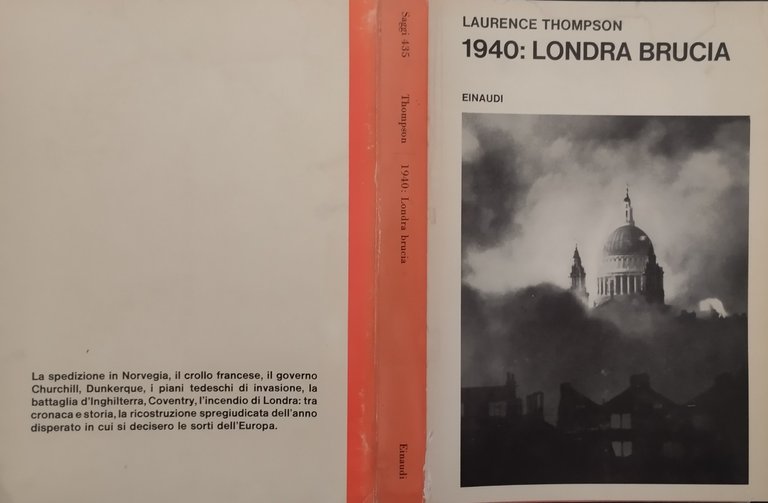 La spedizione in Norvegia, il crollo francese, il governo
Churchill, Dunkerque, i piani tedeschi di invasione, la
battaglia d'Inghilterra, Coventry, l'incendio di Londra: tra
cronaca e storia, la ricostruzione spregiudicata dell'anno
disperato in cui si decisero le sorti dell'Europa.
Saggi 435
Thompson
1940: Londra brucia
Einaudi
LAURENCE THOMPSON
1940: LONDRA BRUCIA
EINAUDI